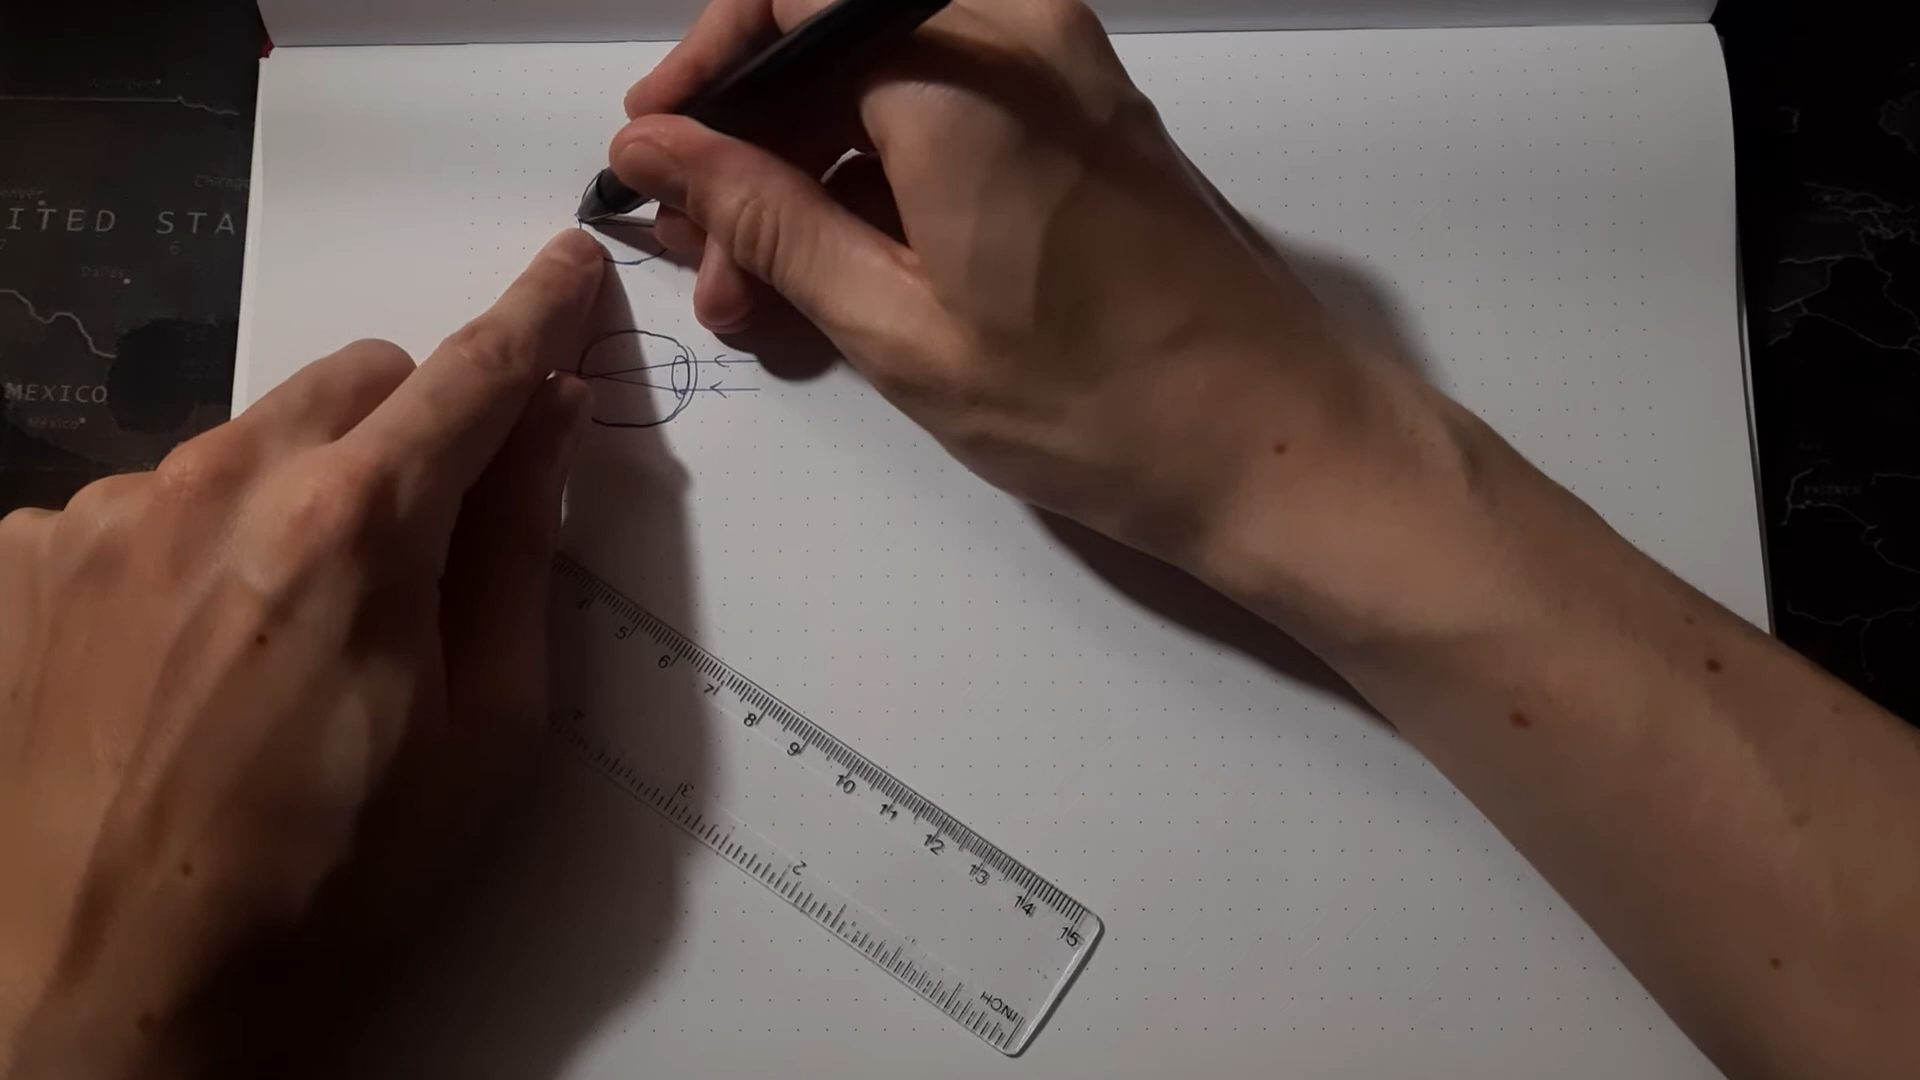 Chicago
ITED STA
Dallas
MEXICO
4 5 6 7 8 9 10 11 12 13 14 15
3 2
INCH